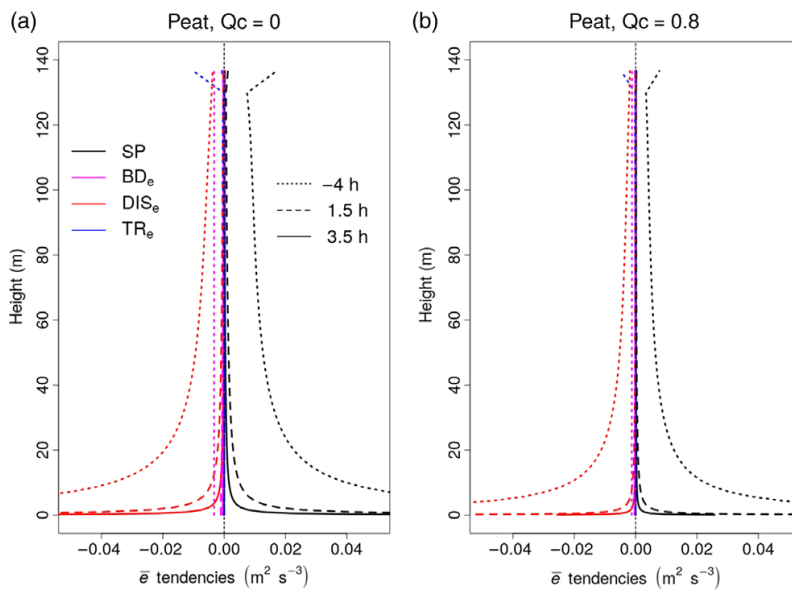 (a)
Peat, Qc = 0
Height (m)
140
120
100
80
60
40
20
0
SP
BDₑ
DISₑ
TRₑ
−4 h
1.5 h
3.5 h
−0.04 −0.02 0.00 0.02 0.04
e̅ tendencies (m² s⁻³)
(b)
Peat, Qc = 0.8
Height (m)
140
120
100
80
60
40
20
0
−0.04 −0.02 0.00 0.02 0.04
e̅ tendencies (m² s⁻³)